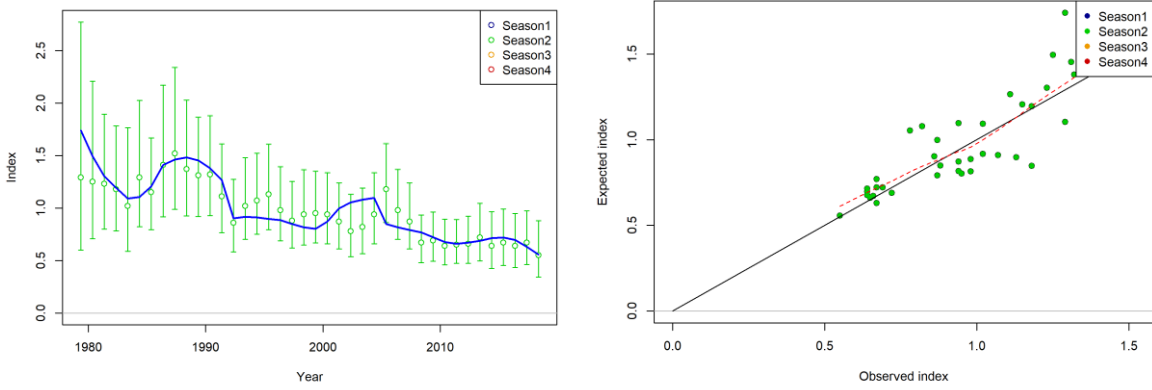 Season1
Season2
Season3
Season4
Index
0.0
0.5
1.0
1.5
2.0
2.5
1980
1990
2000
2010
Year
Season1
Season2
Season3
Season4
Expected index
0.0
0.5
1.0
1.5
0.0
0.5
1.0
1.5
Observed index